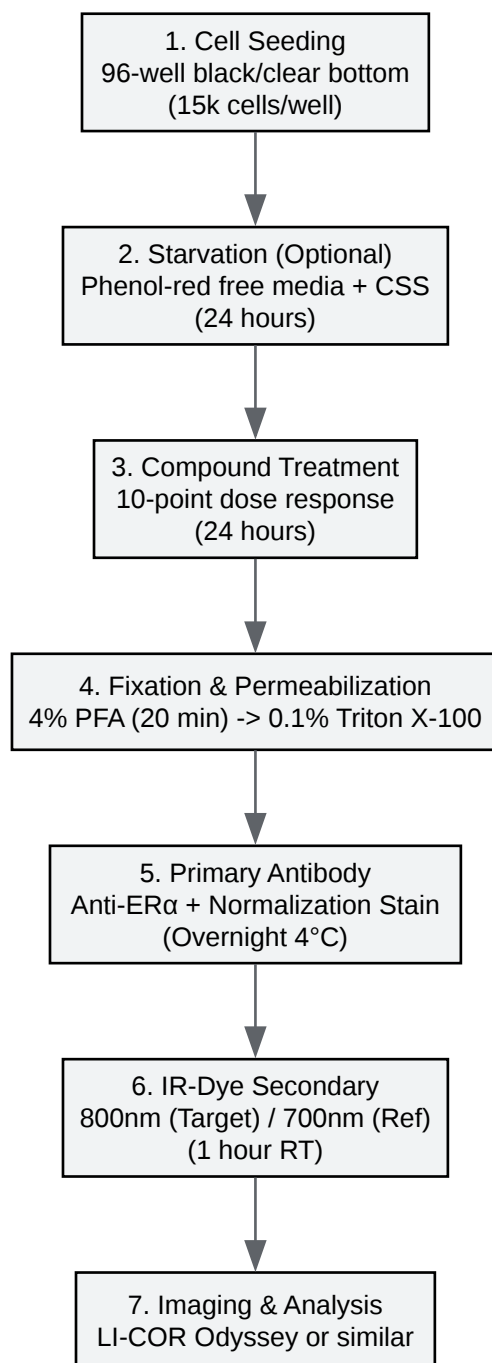 1. Cell Seeding
96-well black/clear bottom
(15k cells/well)
2. Starvation (Optional)
Phenol-red free media + CSS
(24 hours)
3. Compound Treatment
10-point dose response
(24 hours)
4. Fixation & Permeabilization
4% PFA (20 min) -> 0.1% Triton X-100
5. Primary Antibody
Anti-ERα + Normalization Stain
(Overnight 4°C)
6. IR-Dye Secondary
800nm (Target) / 700nm (Ref)
(1 hour RT)
7. Imaging & Analysis
LI-COR Odyssey or similar